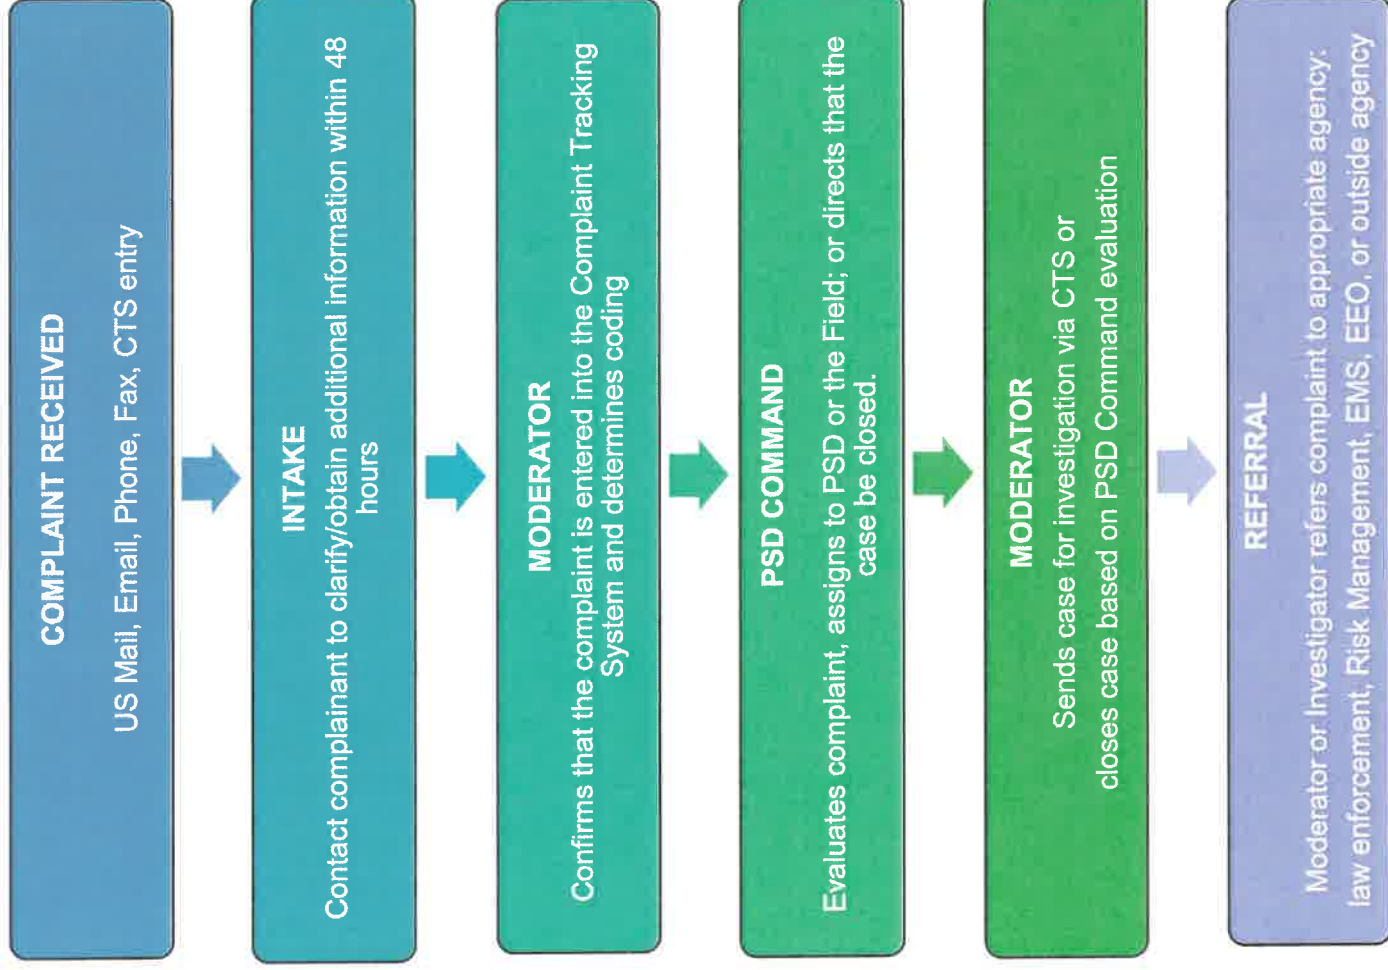 COMPLAINT RECEIVED
US Mail, Email, Phone, Fax, CTS entry
INTAKE
Contact complainant to clarify/obtain additional information within 48
hours
MODERATOR
Confirms that the complaint is entered into the Complaint Tracking
System and determines coding
PSD COMMAND
Evaluates complaint, assigns to PSD or the Field; or directs that the
case be closed.
MODERATOR
Sends case for investigation via CTS or
closes case based on PSD Command evaluation
REFERRAL
Moderator or Investigator refers complaint to appropriate agency:
law enforcement, Risk Management, EMS, EEO, or outside agency